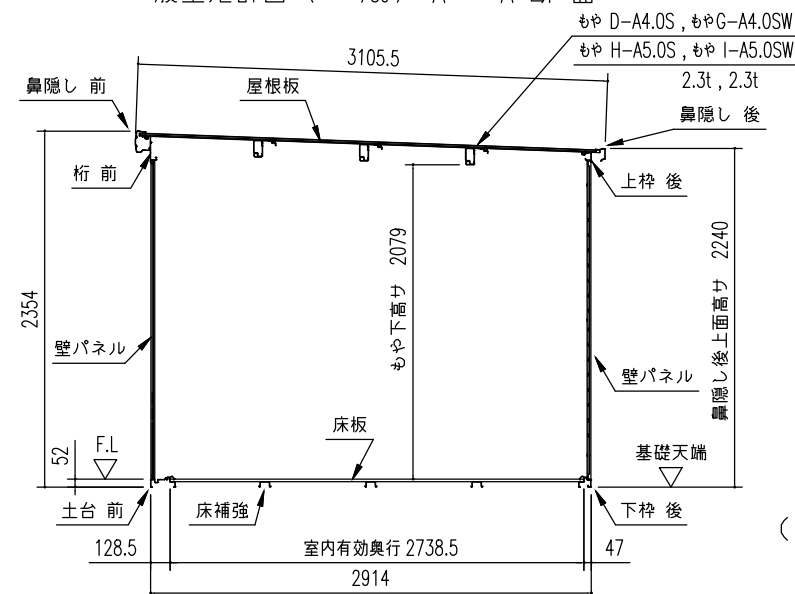 もや D-A4.0S , もやG-A4.0SW
もや H-A5.0S , もや I-A5.0SW
2.3t , 2.3t
3105.5
鼻隠し 前
屋根板
鼻隠し 後
桁 前
上枠 後
もや下高サ 2079
鼻隠し後上面高サ 2240
2354
壁パネル
壁パネル
床板
52
F.L
基礎天端
土台 前
床補強
下枠 後
128.5
室内有効奥行 2738.5
47
2914